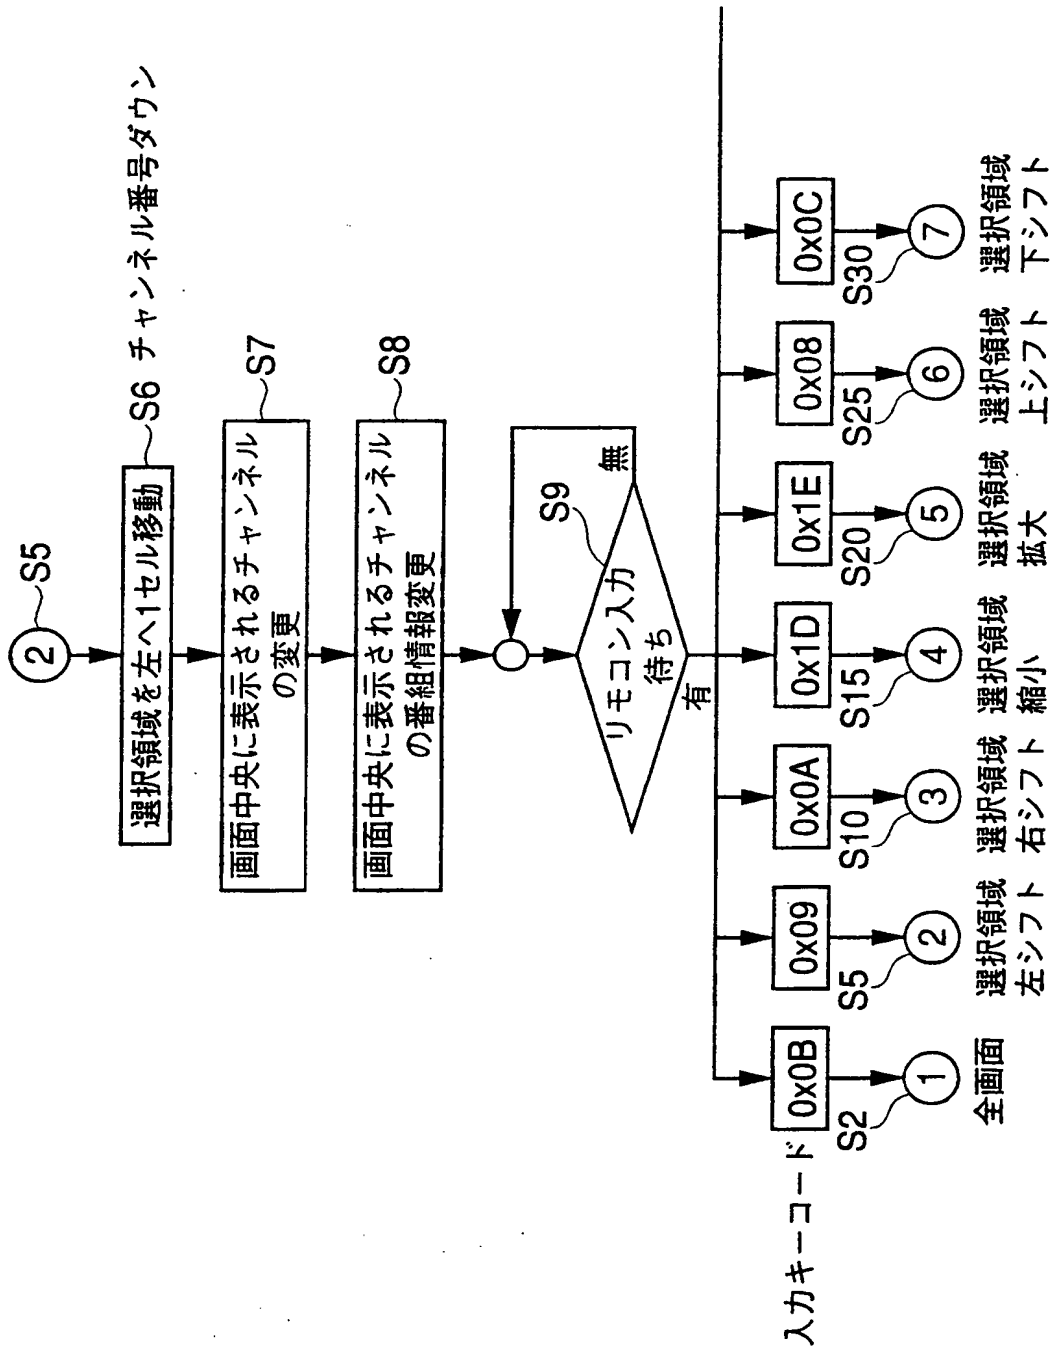 ② S5
選択領域を左へ1セル移動
S6 チャンネル番号ダウン
画面中央に表示されるチャンネル
の変更
S7
画面中央に表示されるチャンネル
の番組情報変更
S8
リモコン入力
待ち
S9
無
有
入力キーコード
0x0B
0x09
0x0A
0x1D
0x1E
0x08
0x0C
S2
S5
S10
S15
S20
S25
S30
①
②
③
④
⑤
⑥
⑦
全画面
選択領域
左シフト
選択領域
右シフト
選択領域
縮小
選択領域
拡大
選択領域
上シフト
選択領域
下シフト